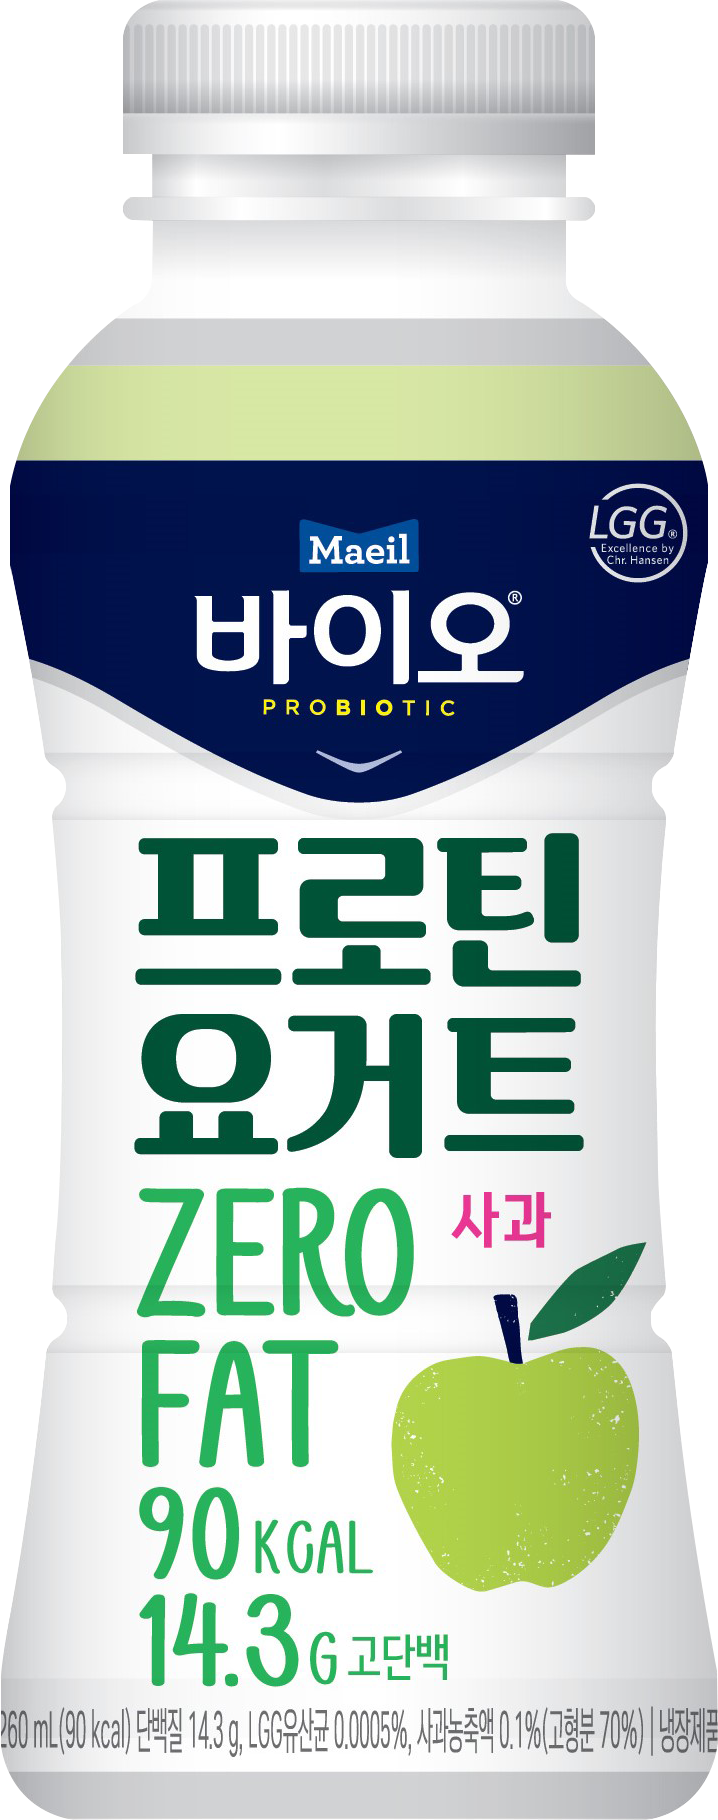 LGG®
Excellence by
Chr. Hansen
Maeil
바이오®
PROBIOTIC
프로틴
요거트
ZERO 사과
FAT
90 KCAL
14.3 G 고단백
260 mL(90 kcal) 단백질 14.3 g, LGG유산균 0.0005%, 사과농축액 0.1%(고형분 70%) | 냉장제품